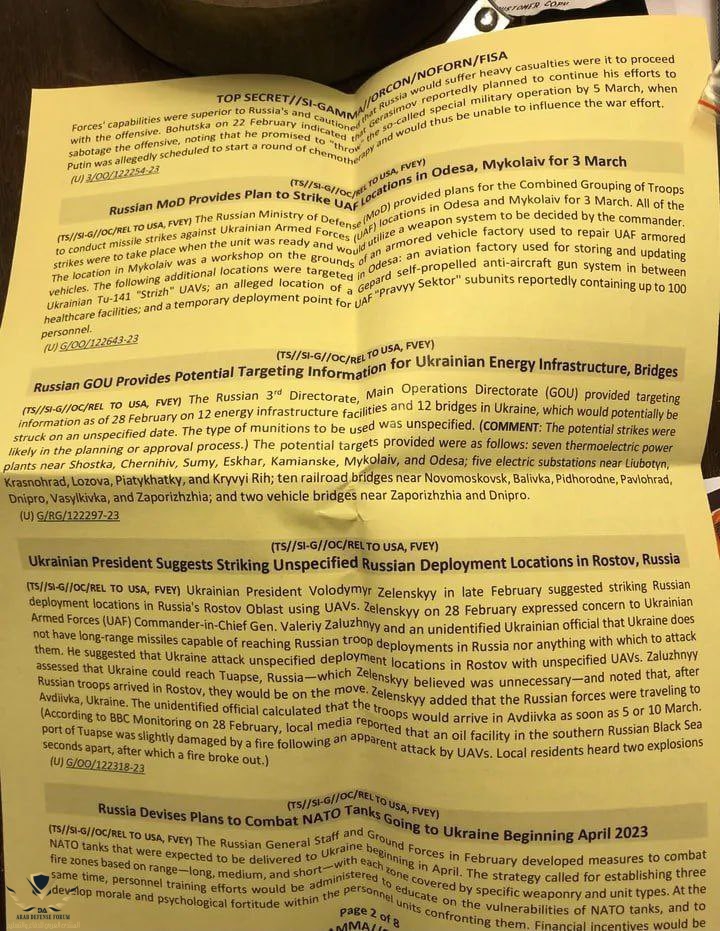 CUSTOMER COPY
TOP SECRET//SI-GAMMA//ORCON/NOFORN/FISA
Forces' capabilities were superior to Russia's and cautioned that Russia would suffer heavy casualties were it to proceed
with the offensive. Bohutska on 22 February indicated that Gerasimov reportedly planned to continue his efforts to
sabotage the offensive, noting that he promised to "throw" the so-called special military operation by 5 March, when
Putin was allegedly scheduled to start a round of chemotherapy and would thus be unable to influence the war effort.
(U) 3/OO/122254-23
(TS//SI-G//OC/REL TO USA, FVEY)
Russian MoD Provides Plan to Strike UAF Locations in Odesa, Mykolaiv for 3 March
(TS//SI-G//OC/REL TO USA, FVEY) The Russian Ministry of Defense (MoD) provided plans for the Combined Grouping of Troops
to conduct missile strikes against Ukrainian Armed Forces (UAF) locations in Odesa and Mykolaiv for 3 March. All of the
strikes were to take place when the unit was ready and would utilize a weapon system to be decided by the commander.
The location in Mykolaiv was a workshop on the grounds of an armored vehicle factory used to repair UAF armored
vehicles. The following additional locations were targeted in Odesa: an aviation factory used for storing and updating
Ukrainian Tu-141 "Strizh" UAVs; an alleged location of a Gepard self-propelled anti-aircraft gun system in between
healthcare facilities; and a temporary deployment point for UAF "Pravyy Sektor" subunits reportedly containing up to 100
personnel.
(U) G/OO/122643-23
(TS//SI-G//OC/REL TO USA, FVEY)
Russian GOU Provides Potential Targeting Information for Ukrainian Energy Infrastructure, Bridges
(TS//SI-G//OC/REL TO USA, FVEY) The Russian 3rd Directorate, Main Operations Directorate (GOU) provided targeting
information as of 28 February on 12 energy infrastructure facilities and 12 bridges in Ukraine, which would potentially be
struck on an unspecified date. The type of munitions to be used was unspecified. (COMMENT: The potential strikes were
likely in the planning or approval process.) The potential targets provided were as follows: seven thermoelectric power
plants near Shostka, Chernihiv, Sumy, Eskhar, Kamianske, Mykolaiv, and Odesa; five electric substations near Liubotyn,
Krasnohrad, Lozova, Piatykhatky, and Kryvyi Rih; ten railroad bridges near Novomoskovsk, Balivka, Pidhorodne, Pavlohrad,
Dnipro, Vasylkivka, and Zaporizhzhia; and two vehicle bridges near Zaporizhzhia and Dnipro.
(U) G/RG/122297-23
(TS//SI-G//OC/REL TO USA, FVEY)
Ukrainian President Suggests Striking Unspecified Russian Deployment Locations in Rostov, Russia
(TS//SI-G//OC/REL TO USA, FVEY) Ukrainian President Volodymyr Zelenskyy in late February suggested striking Russian
deployment locations in Russia's Rostov Oblast using UAVs. Zelenskyy on 28 February expressed concern to Ukrainian
Armed Forces (UAF) Commander-in-Chief Gen. Valeriy Zaluzhnyy and an unidentified Ukrainian official that Ukraine does
not have long-range missiles capable of reaching Russian troop deployments in Russia nor anything with which to attack
them. He suggested that Ukraine attack unspecified deployment locations in Rostov with unspecified UAVs. Zaluzhnyy
assessed that Ukraine could reach Tuapse, Russia—which Zelenskyy believed was unnecessary—and noted that, after
Russian troops arrived in Rostov, they would be on the move. Zelenskyy added that the Russian forces were traveling to
Avdiivka, Ukraine. The unidentified official calculated that the troops would arrive in Avdiivka as soon as 5 or 10 March.
(According to BBC Monitoring on 28 February, local media reported that an oil facility in the southern Russian Black Sea
port of Tuapse was slightly damaged by a fire following an apparent attack by UAVs. Local residents heard two explosions
seconds apart, after which a fire broke out.)
(U) G/OO/122318-23
(TS//SI-G//OC/REL TO USA, FVEY)
Russia Devises Plans to Combat NATO Tanks Going to Ukraine Beginning April 2023
(TS//SI-G//OC/REL TO USA, FVEY) The Russian General Staff and Ground Forces in February developed measures to combat
NATO tanks that were expected to be delivered to Ukraine beginning in April. The strategy called for establishing three
fire zones based on range—long, medium, and short—with each zone covered by specific weaponry and unit types. At the
same time, personnel training efforts would be administered to educate on the vulnerabilities of NATO tanks, and to
develop morale and psychological fortitude within the personnel units confronting them. Financial incentives would be
Page 2 of 8
DA
ARAB DEFENSE FORUM